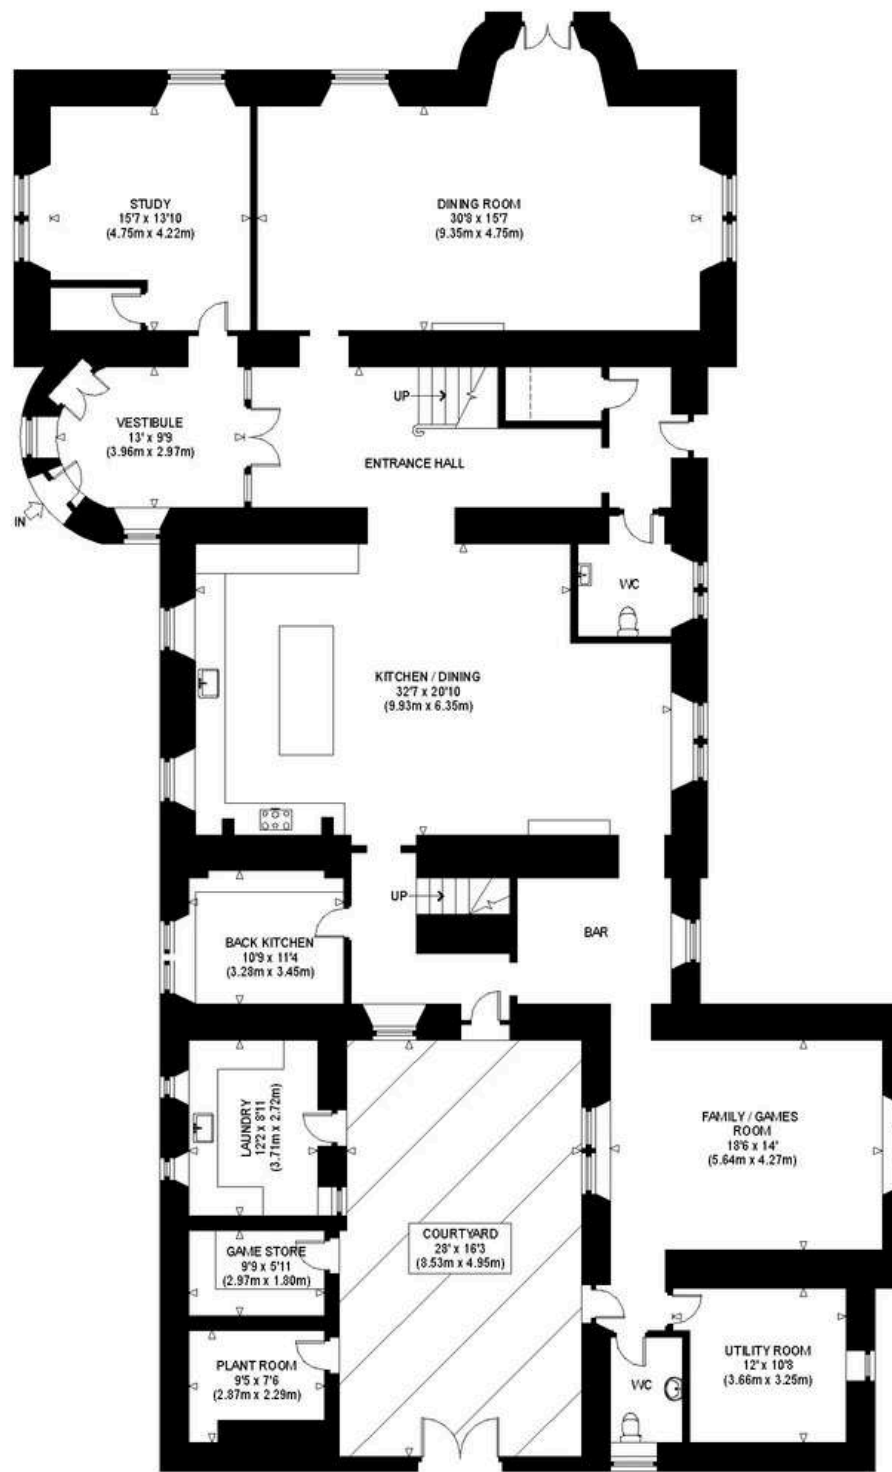 STUDY
15'7 x 13'10
(4.75m x 4.22m)
DINING ROOM
30'8 x 15'7
(9.35m x 4.75m)
VESTIBULE
13' x 9'9
(3.96m x 2.97m)
UP
ENTRANCE HALL
IN
WC
KITCHEN / DINING
32'7 x 20'10
(9.93m x 6.35m)
UP
BAR
BACK KITCHEN
10'9 x 11'4
(3.28m x 3.45m)
LAUNDRY
12'2 x 8'11
(3.71m x 2.72m)
FAMILY / GAMES
ROOM
18'6 x 14'
(5.64m x 4.27m)
COURTYARD
28' x 16'3
(8.53m x 4.95m)
GAME STORE
9'9 x 5'11
(2.97m x 1.80m)
PLANT ROOM
9'5 x 7'6
(2.87m x 2.29m)
WC
UTILITY ROOM
12' x 10'8
(3.66m x 3.25m)